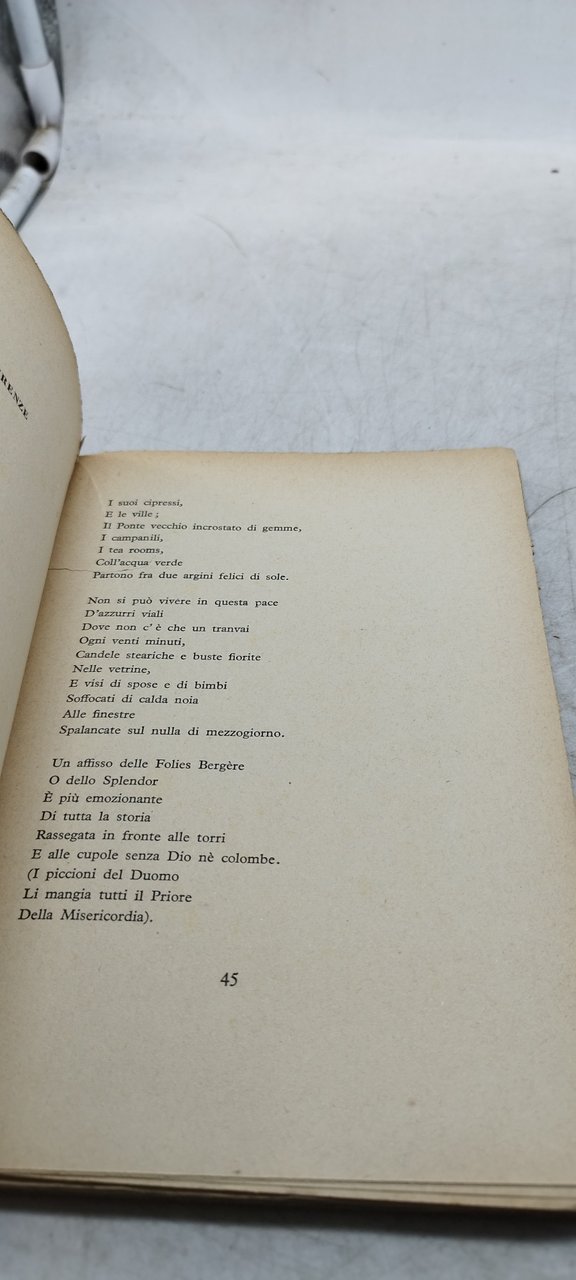 RENZE
I suoi cipressi,
E le ville ;
Il Ponte vecchio incrostato di gemme,
I campanili,
I tea rooms,
Coll'acqua verde
Partono fra due argini felici di sole.
Non si può vivere in questa pace
D'azzurri viali
Dove non c'è che un tranvai
Ogni venti minuti,
Candele steariche e buste fiorite
Nelle vetrine,
E visi di spose e di bimbi
Soffocati di calda noia
Alle finestre
Spalancate sul nulla di mezzogiorno.
Un affisso delle Folies Bergère
O dello Splendor
È più emozionante
Di tutta la storia
Rassegata in fronte alle torri
E alle cupole senza Dio nè colombe.
(I piccioni del Duomo
Li mangia tutti il Priore
Della Misericordia).
45